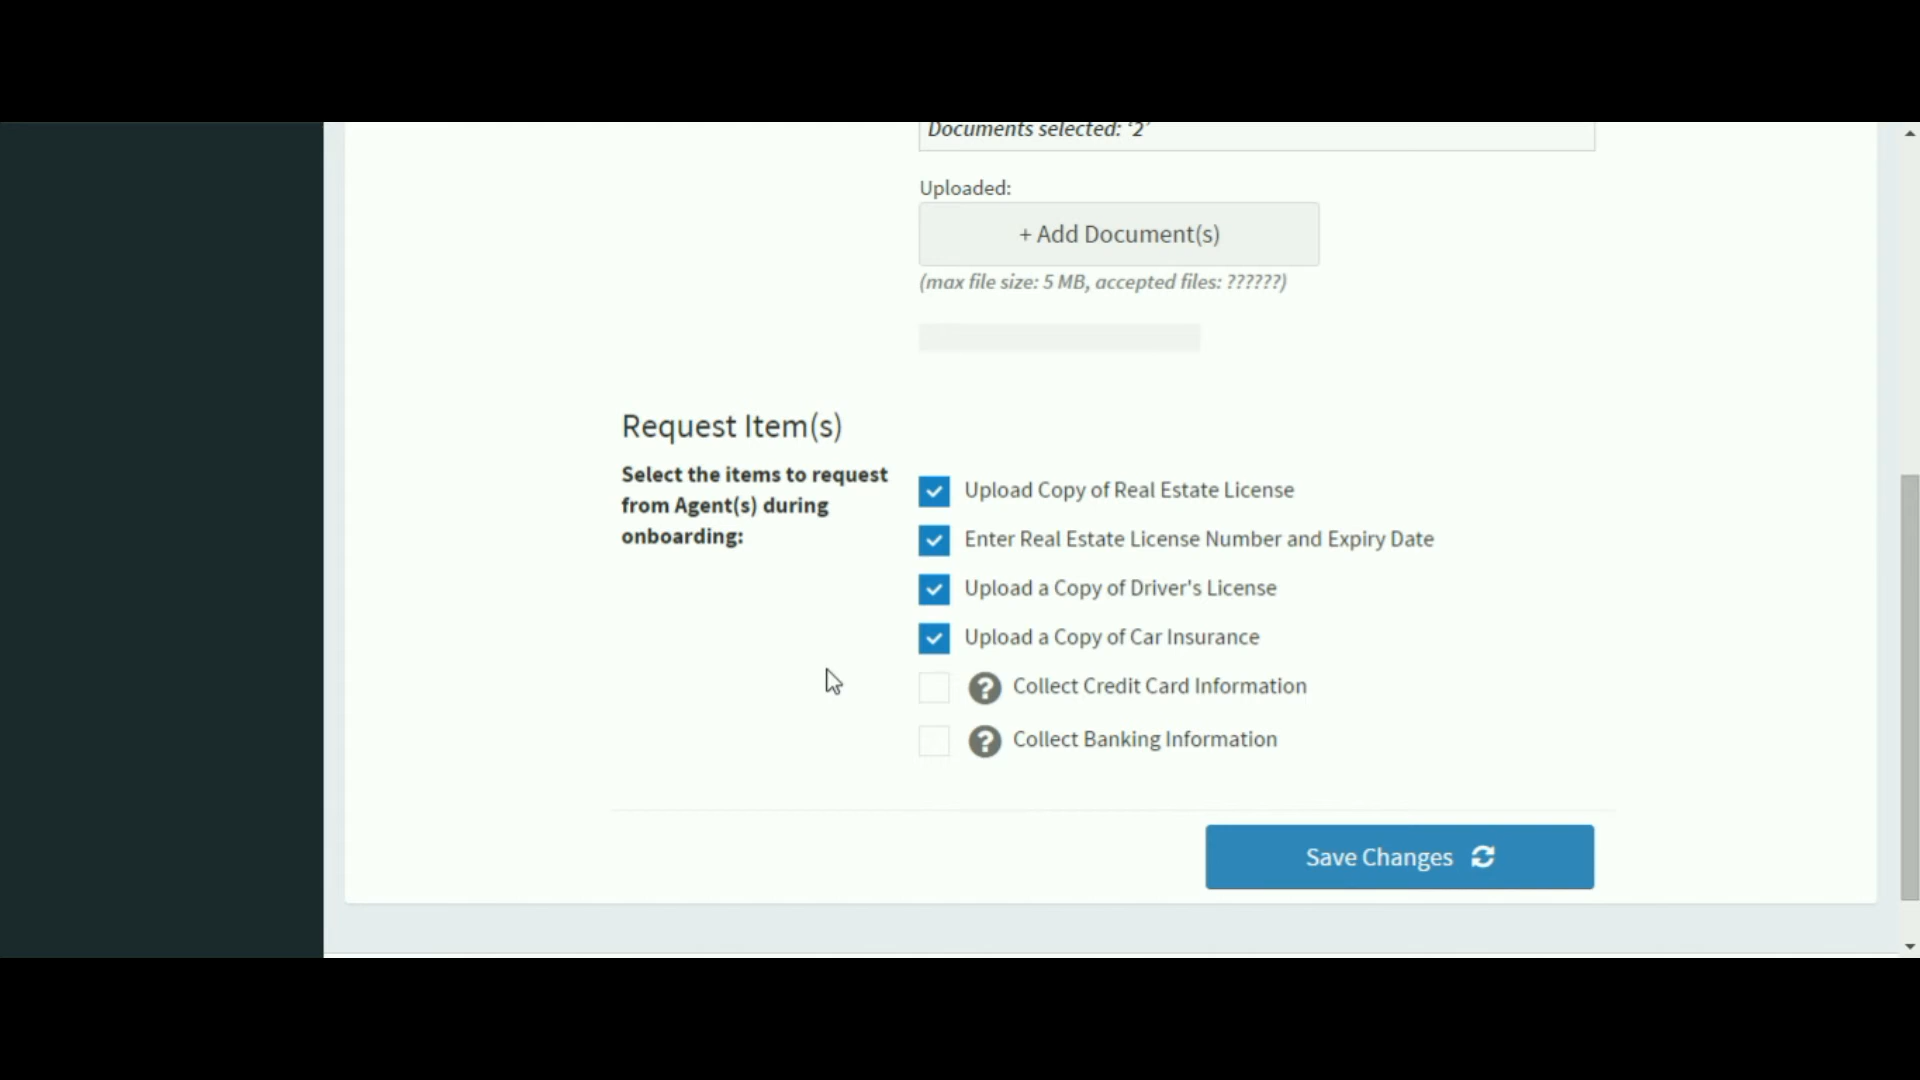 Documents selected: ‘2’
Uploaded:
+ Add Document(s)
(max file size: 5 MB, accepted files: ??????)
Request Item(s)
Select the items to request
from Agent(s) during
onboarding:
Upload Copy of Real Estate License
Enter Real Estate License Number and Expiry Date
Upload a Copy of Driver's License
Upload a Copy of Car Insurance
? Collect Credit Card Information
? Collect Banking Information
Save Changes